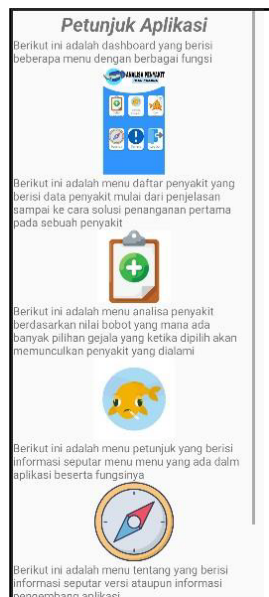 Petunjuk Aplikasi
Berikut ini adalah dashboard yang berisi
beberapa menu dengan berbagai fungsi
ANALISA PENYAKIT
Berikut ini adalah menu daftar penyakit yang
berisi data penyakit mulai dari penjelasan
sampai ke cara solusi penanganan pertama
pada sebuah penyakit
Berikut ini adalah menu analisa penyakit
berdasarkan nilai bobot yang mana ada
banyak pilihan gejala yang ketika dipilih akan
memunculkan penyakit yang dialami
Berikut ini adalah menu petunjuk yang berisi
informasi seputar menu menu yang ada dalm
aplikasi beserta fungsinya
Berikut ini adalah menu tentang yang berisi
informasi seputar versi ataupun informasi
pengembang aplikasi